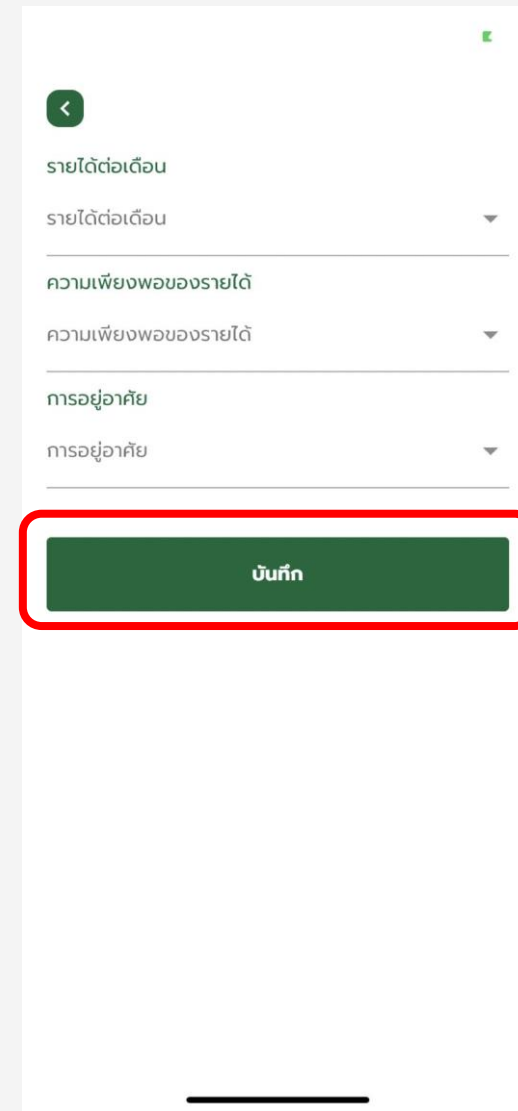 รายได้ต่อเดือน
รายได้ต่อเดือน
ความเพียงพอของรายได้
ความเพียงพอของรายได้
การอยู่อาศัย
การอยู่อาศัย
บันทึก